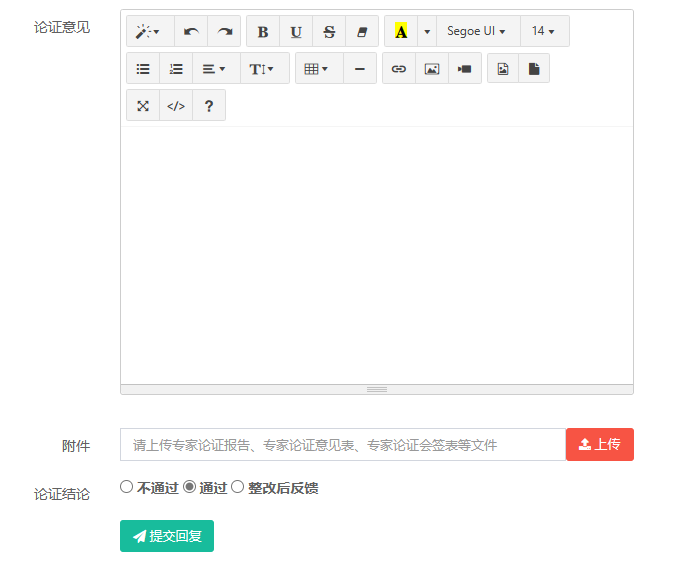 论证意见
B U S A Segoe UI 14
T
</> ?
附件 请上传专家论证报告、专家论证意见表、专家论证会签表等文件 上传
论证结论 不通过 通过 整改后反馈
提交回复